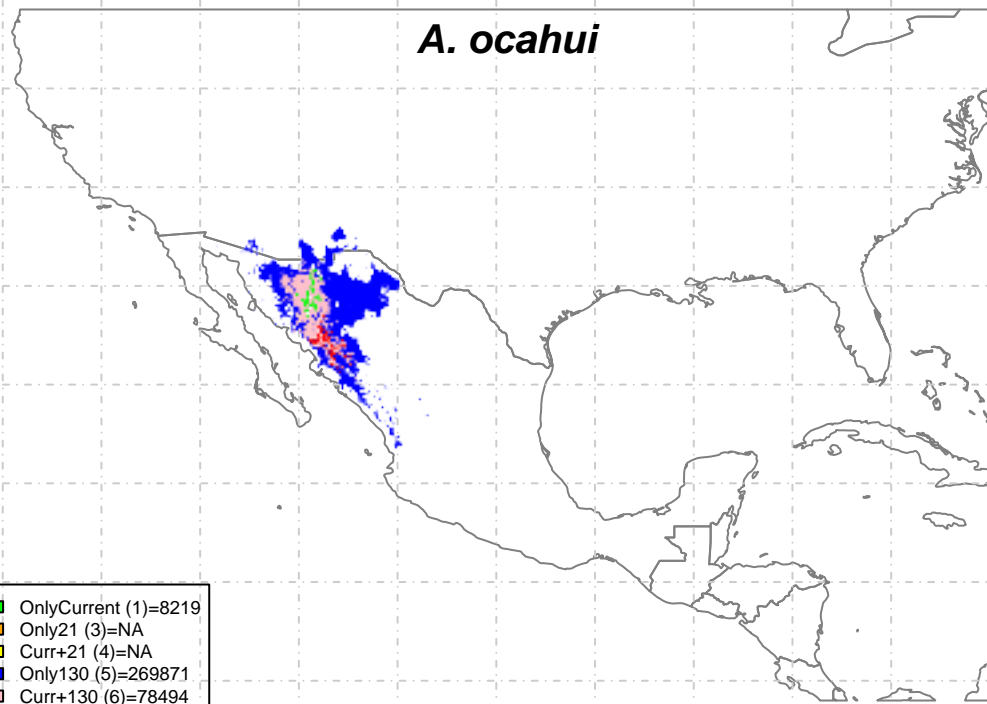 A. ocahui
OnlyCurrent (1)=8219
Only21 (3)=NA
Curr+21 (4)=NA
Only130 (5)=269871
Curr+130 (6)=78494